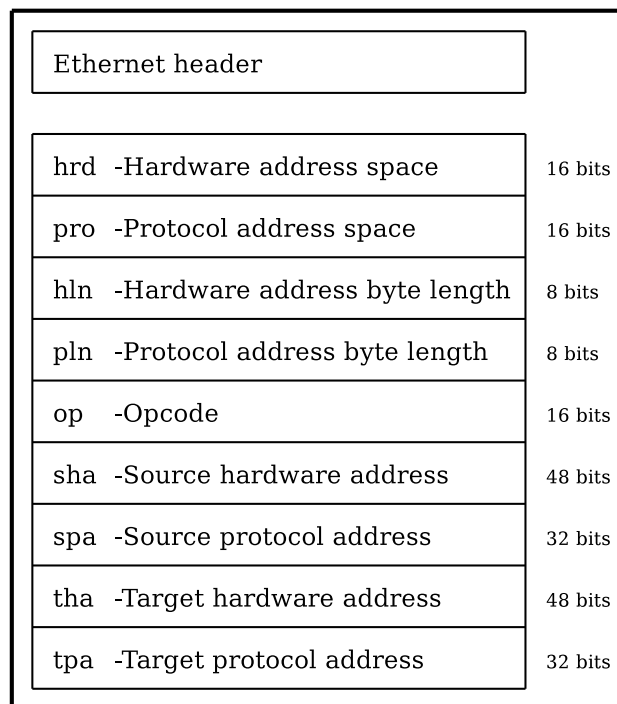 Ethernet header
hrd -Hardware address space 16 bits
pro -Protocol address space 16 bits
hln -Hardware address byte length 8 bits
pln -Protocol address byte length 8 bits
op -Opcode 16 bits
sha -Source hardware address 48 bits
spa -Source protocol address 32 bits
tha -Target hardware address 48 bits
tpa -Target protocol address 32 bits